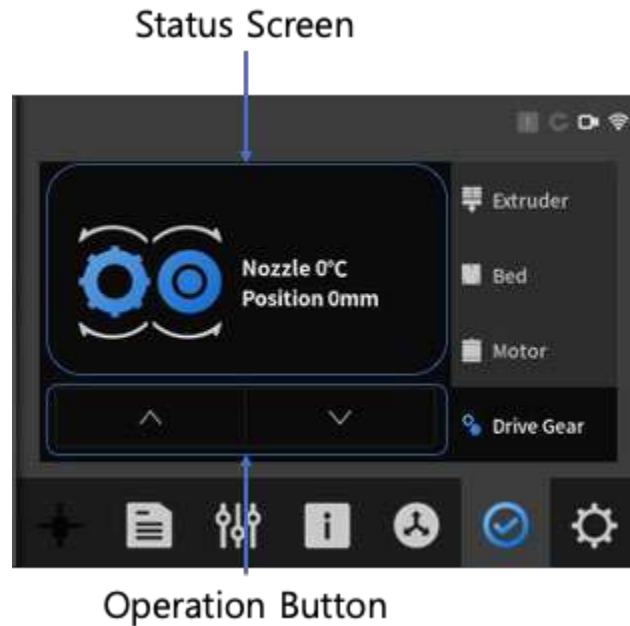 Status Screen
Extruder
Nozzle 0°C
Position 0mm
Bed
Motor
Drive Gear
Operation Button